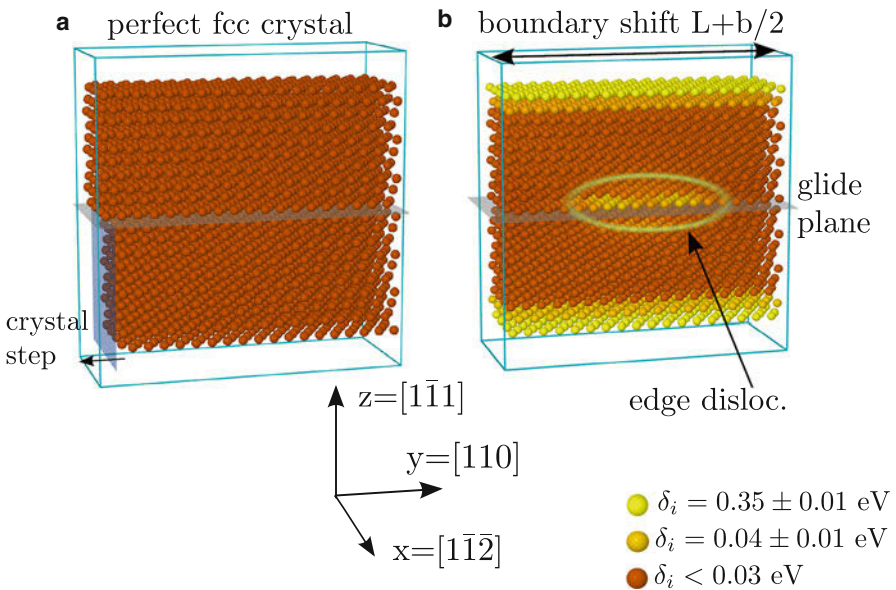 a perfect fcc crystal
b boundary shift L+b/2
glide
plane
crystal
step
edge disloc.
z=[11̄1]
y=[110]
x=[11̄2̄]
δᵢ = 0.35 ± 0.01 eV
δᵢ = 0.04 ± 0.01 eV
δᵢ < 0.03 eV